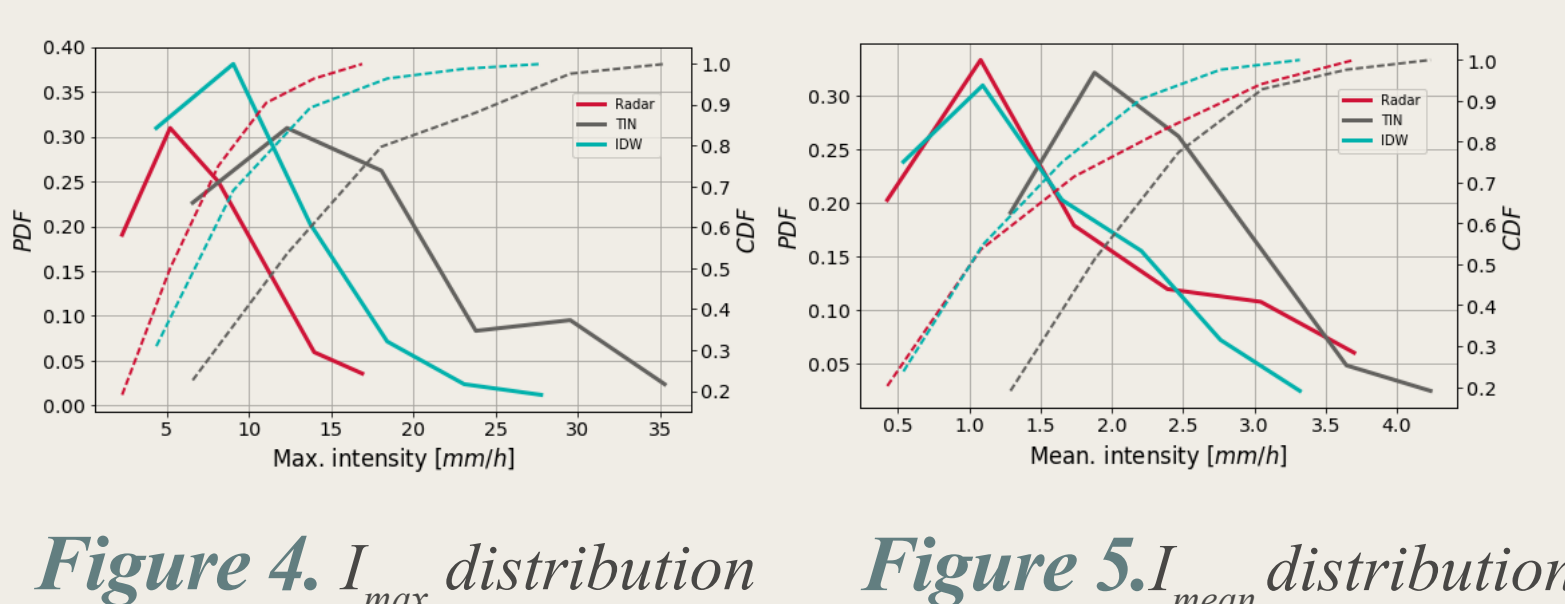 0.40
0.35
0.30
0.25
0.20
0.15
0.10
0.05
0.00
PDF
1.0
0.9
0.8
0.7
0.6
0.5
0.4
0.3
0.2
CDF
Radar
TIN
IDW
5 10 15 20 25 30 35
Max. intensity [mm/h]
0.30
0.25
0.20
0.15
0.10
0.05
PDF
1.0
0.9
0.8
0.7
0.6
0.5
0.4
0.3
0.2
CDF
Radar
TIN
IDW
0.5 1.0 1.5 2.0 2.5 3.0 3.5 4.0
Mean. intensity [mm/h]
Figure 4. Imax distribution
Figure 5.Imean distribution